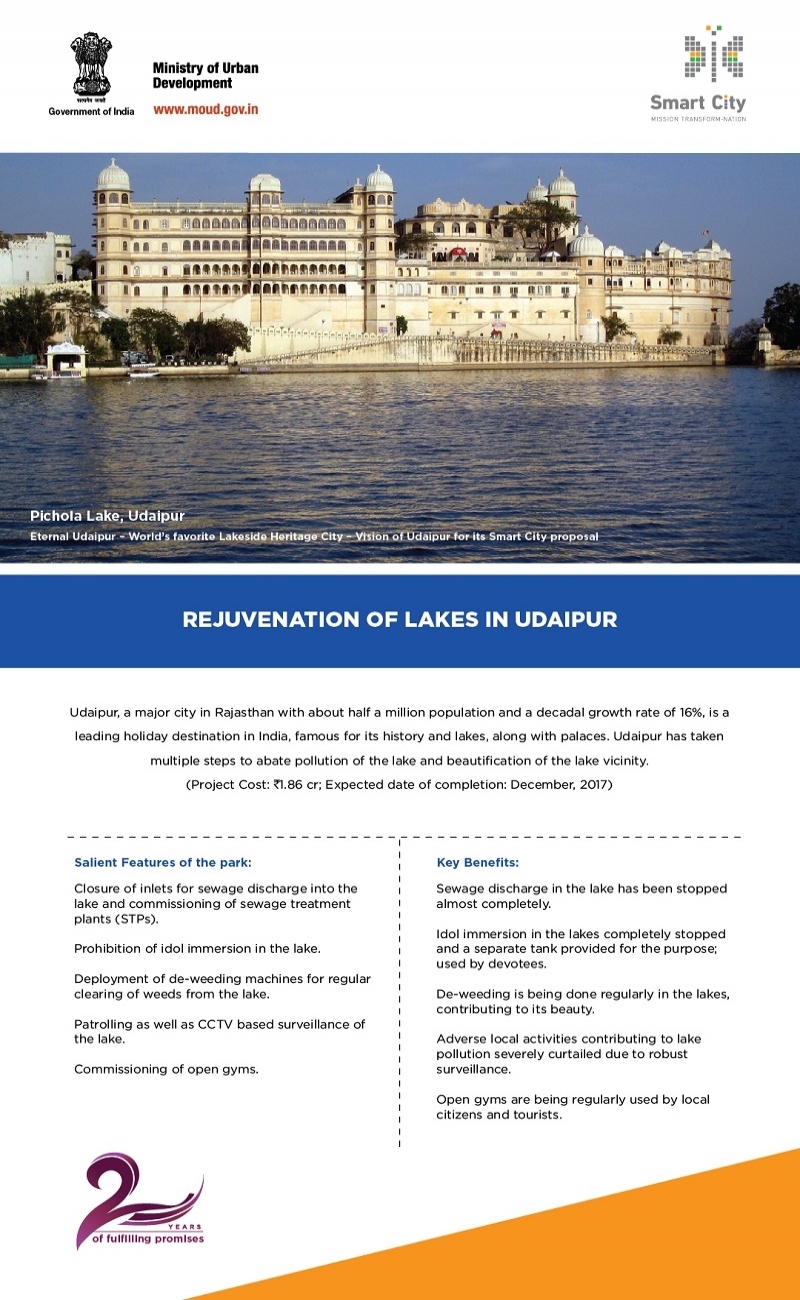 सत्यमेव जयते
Government of India
Ministry of Urban
Development
www.moud.gov.in
Smart City
MISSION TRANSFORM-NATION
Pichola Lake, Udaipur
Eternal Udaipur – World's favorite Lakeside Heritage City – Vision of Udaipur for its Smart City proposal
REJUVENATION OF LAKES IN UDAIPUR
Udaipur, a major city in Rajasthan with about half a million population and a decadal growth rate of 16%, is a
leading holiday destination in India, famous for its history and lakes, along with palaces. Udaipur has taken
multiple steps to abate pollution of the lake and beautification of the lake vicinity.
(Project Cost: ₹1.86 cr; Expected date of completion: December, 2017)
Salient Features of the park:
Closure of inlets for sewage discharge into the
lake and commissioning of sewage treatment
plants (STPs).
Prohibition of idol immersion in the lake.
Deployment of de-weeding machines for regular
clearing of weeds from the lake.
Patrolling as well as CCTV based surveillance of
the lake.
Commissioning of open gyms.
Key Benefits:
Sewage discharge in the lake has been stopped
almost completely.
Idol immersion in the lakes completely stopped
and a separate tank provided for the purpose;
used by devotees.
De-weeding is being done regularly in the lakes,
contributing to its beauty.
Adverse local activities contributing to lake
pollution severely curtailed due to robust
surveillance.
Open gyms are being regularly used by local
citizens and tourists.
2
YEARS
of fulfilling promises